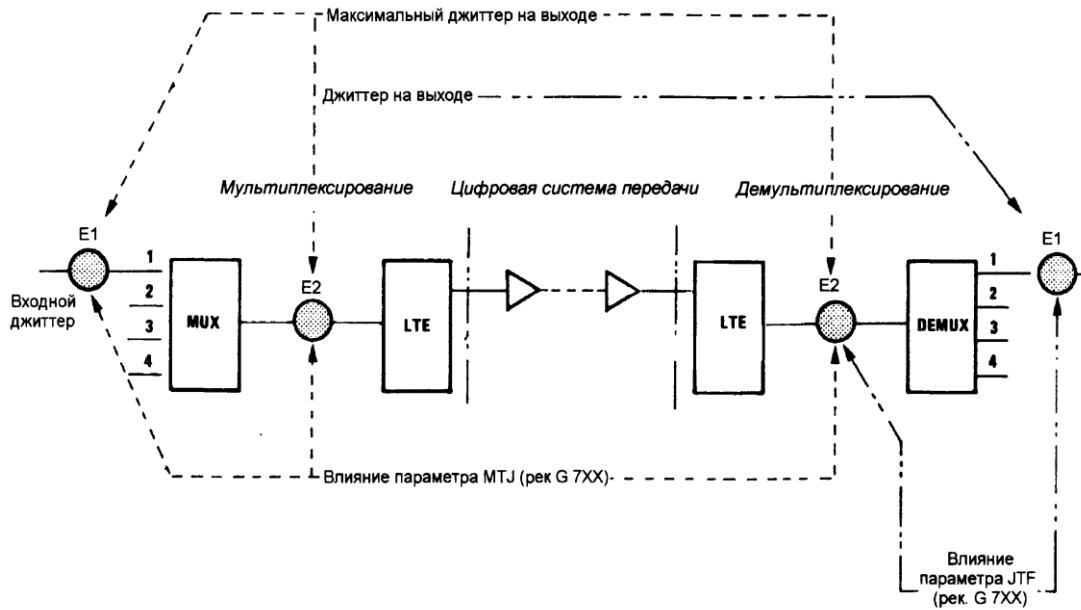 Максимальный джиттер на выходе
Джиттер на выходе
Мультиплексирование
Цифровая система передачи
Демультиплексирование
E1
E1
1
2
3
4
Входной
джиттер
MUX
E2
LTE
LTE
E2
DEMUX
1
2
3
4
Влияние параметра MTJ (рек G 7XX)
Влияние
параметра JTF
(рек. G 7XX)